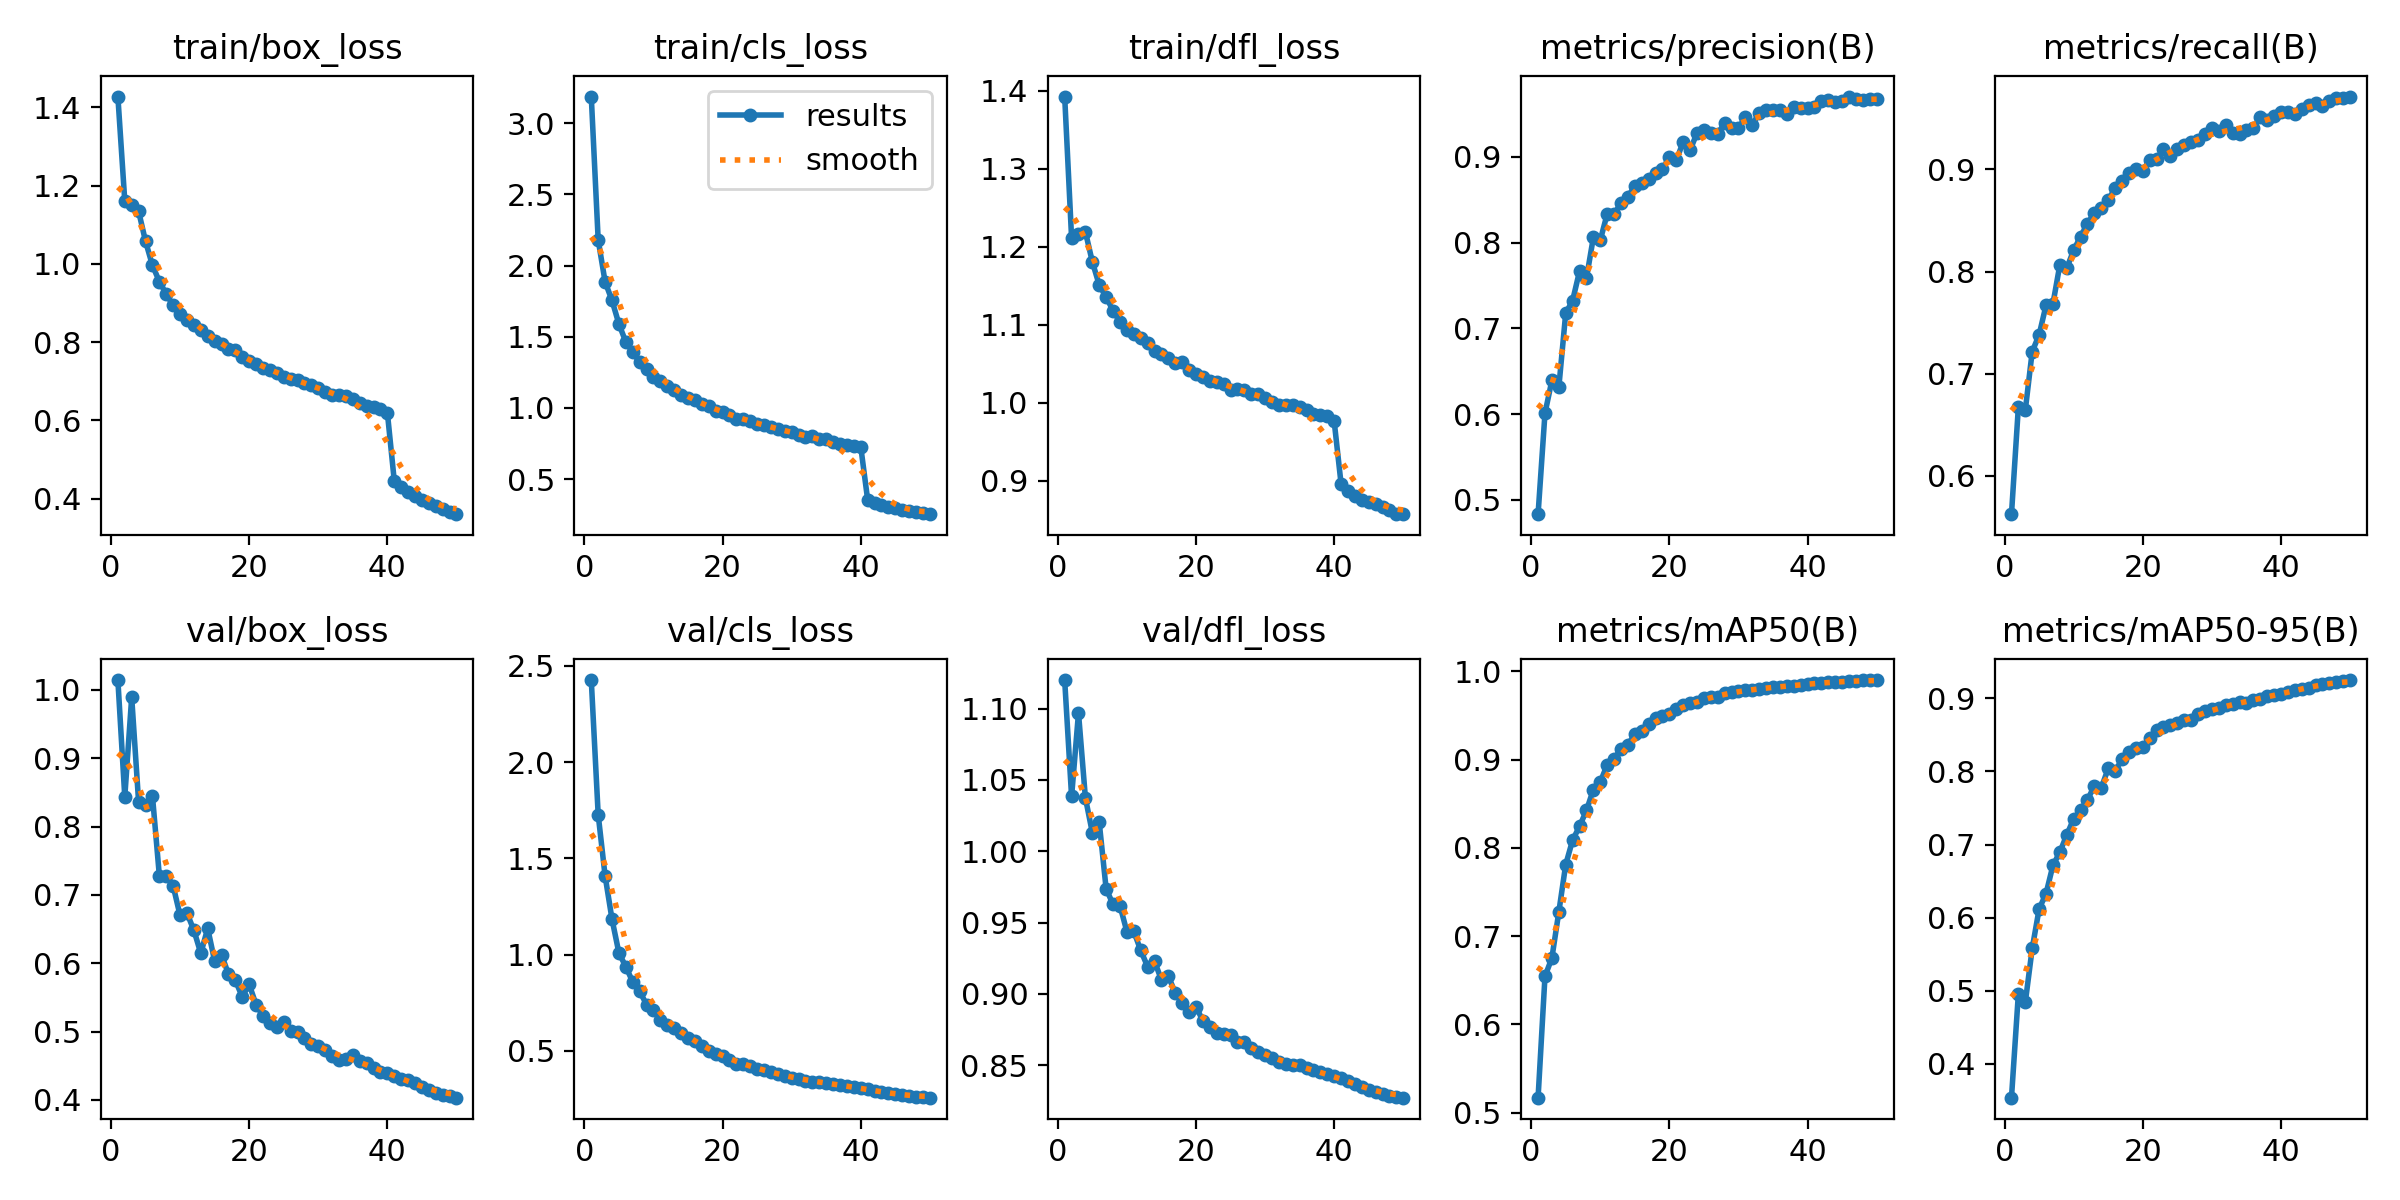 train/box_loss
1.4
1.2
1.0
0.8
0.6
0.4
0 20 40
train/cls_loss
results
smooth
3.0
2.5
2.0
1.5
1.0
0.5
0 20 40
train/dfl_loss
1.4
1.3
1.2
1.1
1.0
0.9
0 20 40
metrics/precision(B)
0.9
0.8
0.7
0.6
0.5
0 20 40
metrics/recall(B)
0.9
0.8
0.7
0.6
0 20 40
val/box_loss
1.0
0.9
0.8
0.7
0.6
0.5
0.4
0 20 40
val/cls_loss
2.5
2.0
1.5
1.0
0.5
0 20 40
val/dfl_loss
1.10
1.05
1.00
0.95
0.90
0.85
0 20 40
metrics/mAP50(B)
1.0
0.9
0.8
0.7
0.6
0.5
0 20 40
metrics/mAP50-95(B)
0.9
0.8
0.7
0.6
0.5
0.4
0 20 40